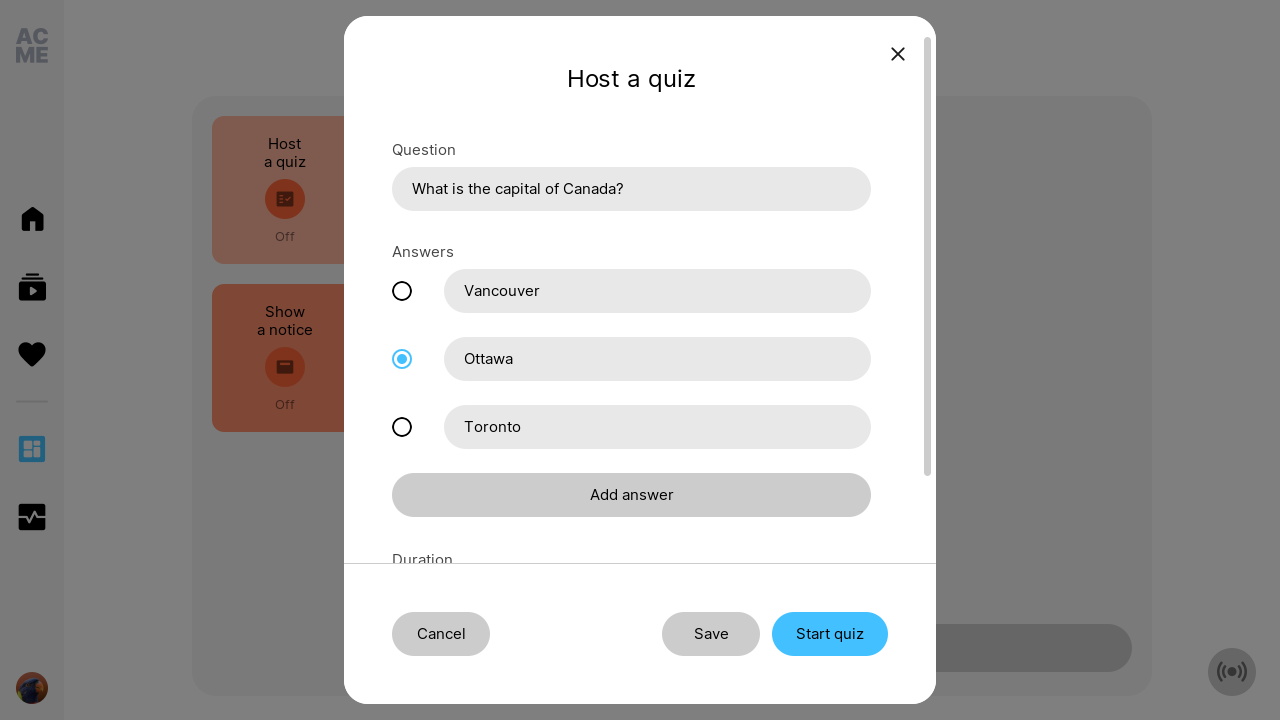 AC
ME
Host
a quiz
Off
Show
a notice
Off
Host a quiz
Question
What is the capital of Canada?
Answers
Vancouver
Ottawa
Toronto
Add answer
Duration
Cancel
Save
Start quiz